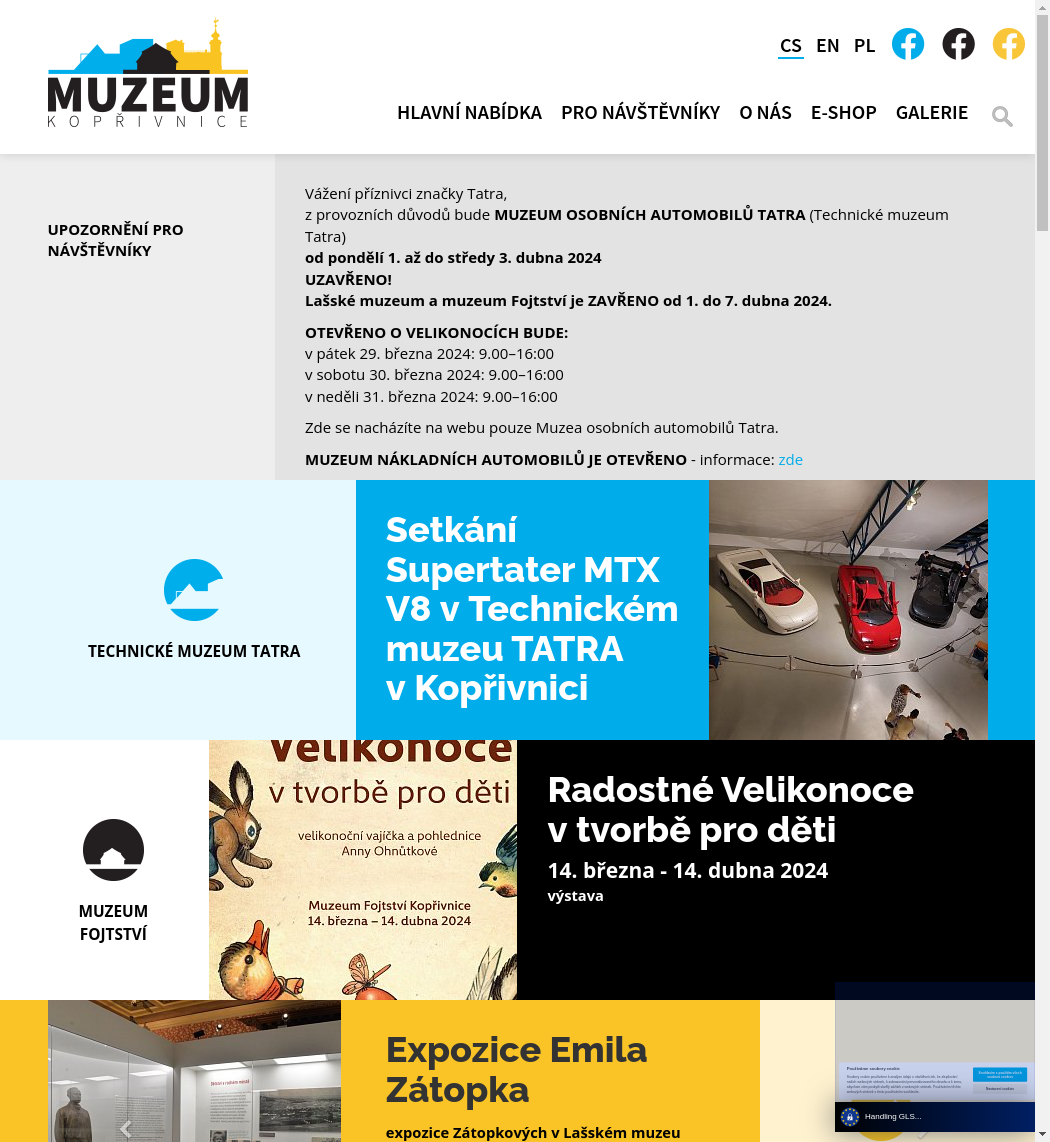 MUZEUM
KOPŘIVNICE
CS EN PL
HLAVNÍ NABÍDKA PRO NÁVŠTĚVNÍKY O NÁS E-SHOP GALERIE
UPOZORNĚNÍ PRO
NÁVŠTĚVNÍKY
Vážení příznivci značky Tatra,
z provozních důvodů bude MUZEUM OSOBNÍCH AUTOMOBILŮ TATRA (Technické muzeum
Tatra)
od pondělí 1. až do středy 3. dubna 2024
UZAVŘENO!
Lašské muzeum a muzeum Fojtství je ZAVŘENO od 1. do 7. dubna 2024.
OTEVŘENO O VELIKONOCÍCH BUDE:
v pátek 29. března 2024: 9.00–16:00
v sobotu 30. března 2024: 9.00–16:00
v neděli 31. března 2024: 9.00–16:00
Zde se nacházíte na webu pouze Muzea osobních automobilů Tatra.
MUZEUM NÁKLADNÍCH AUTOMOBILŮ JE OTEVŘENO - informace: zde
TECHNICKÉ MUZEUM TATRA
Setkání
Supertater MTX
V8 v Technickém
muzeu TATRA
v Kopřivnici
MUZEUM
FOJTSTVÍ
Velikonoce
v tvorbě pro děti
velikonoční vajíčka a pohlednice
Anny Ohnůtkové
Muzeum Fojtství Kopřivnice
14. března – 14. dubna 2024
Radostné Velikonoce
v tvorbě pro děti
14. března - 14. dubna 2024
výstava
Expozice Emila
Zátopka
expozice Zátopkových v Lašském muzeu
Handling GLS...